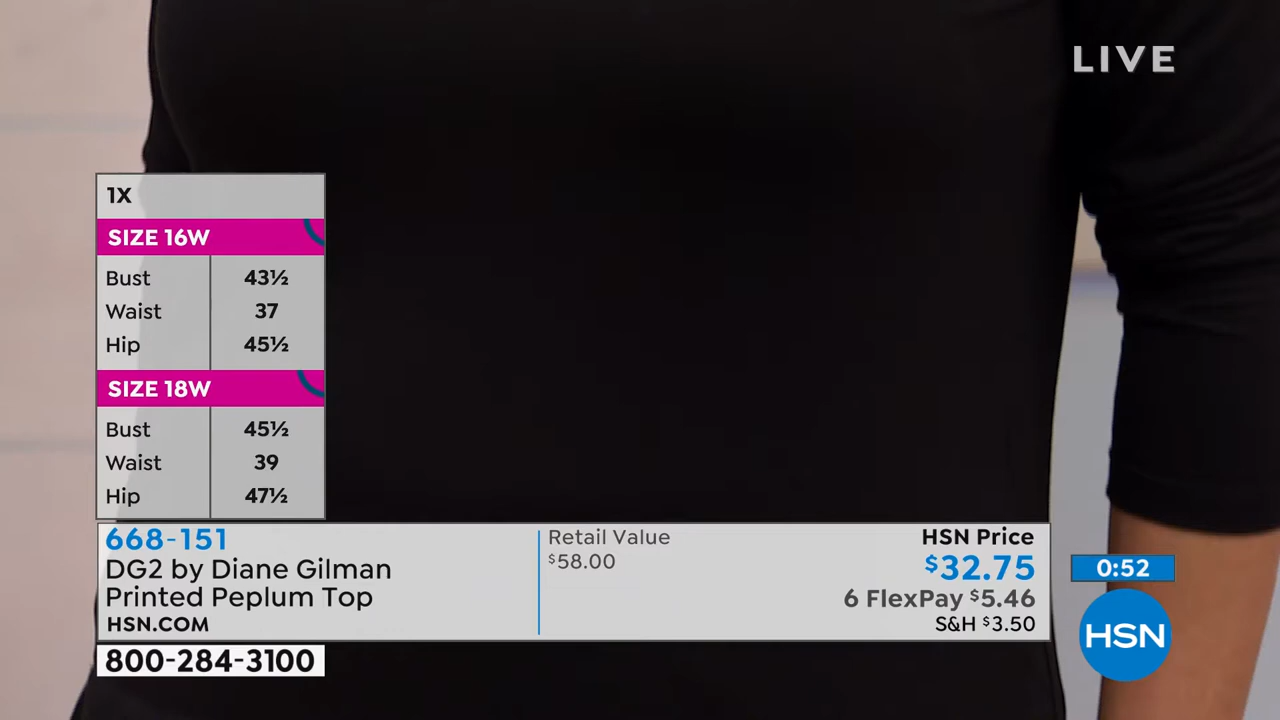 LIVE
1X
SIZE 16W
Bust 43½
Waist 37
Hip 45½
SIZE 18W
Bust 45½
Waist 39
Hip 47½
668-151
DG2 by Diane Gilman
Printed Peplum Top
HSN.COM
Retail Value
$58.00
HSN Price
$32.75
6 FlexPay $5.46
S&H $3.50
0:52
HSN
800-284-3100